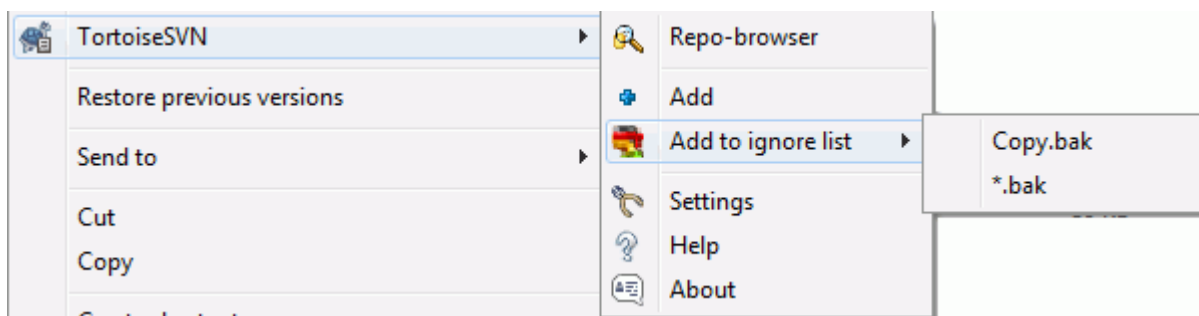 TortoiseSVN
Restore previous versions
Send to
Cut
Copy
Repo-browser
Add
Add to ignore list
Settings
Help
About
Copy.bak
*.bak